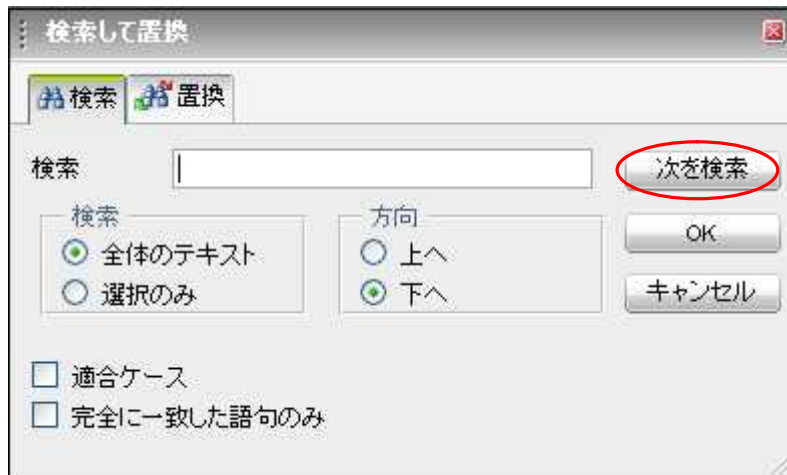 検索して置換
検索 置換
検索 次を検索
検索 方向
全体のテキスト 上へ OK
選択のみ 下へ キャンセル
適合ケース
完全に一致した語句のみ